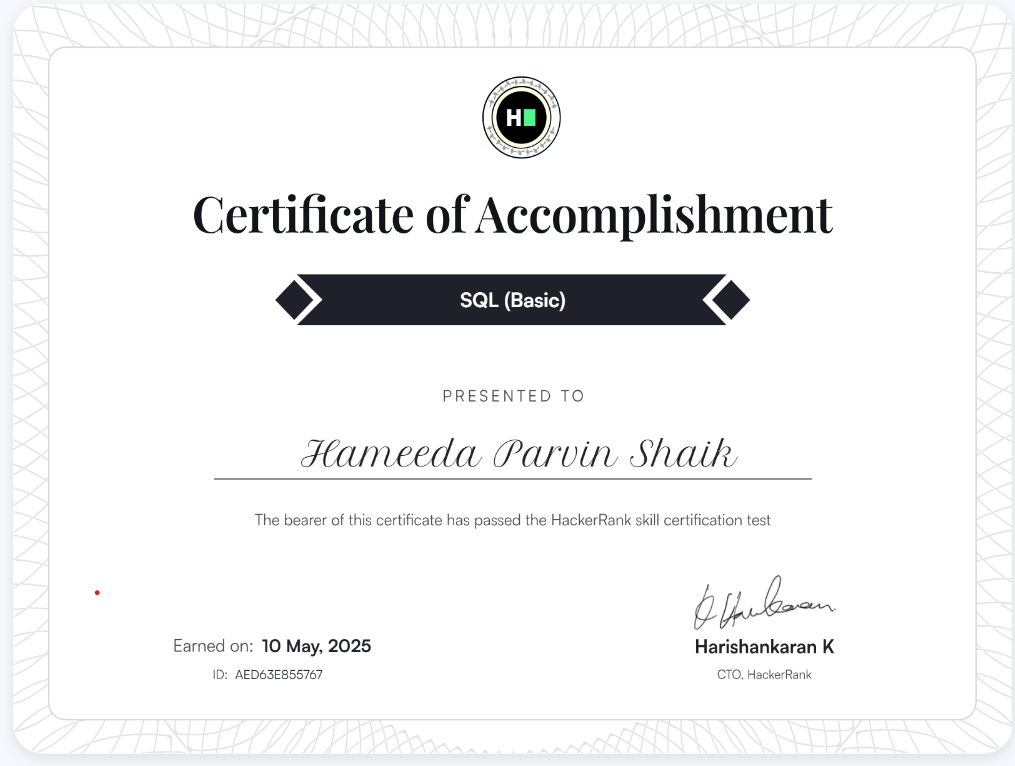 H
Certificate of Accomplishment
SQL (Basic)
PRESENTED TO
Hameeda Parvin Shaik
The bearer of this certificate has passed the HackerRank skill certification test
Earned on: 10 May, 2025
ID: AED63E855767
Harishankaran K
CTO, HackerRank